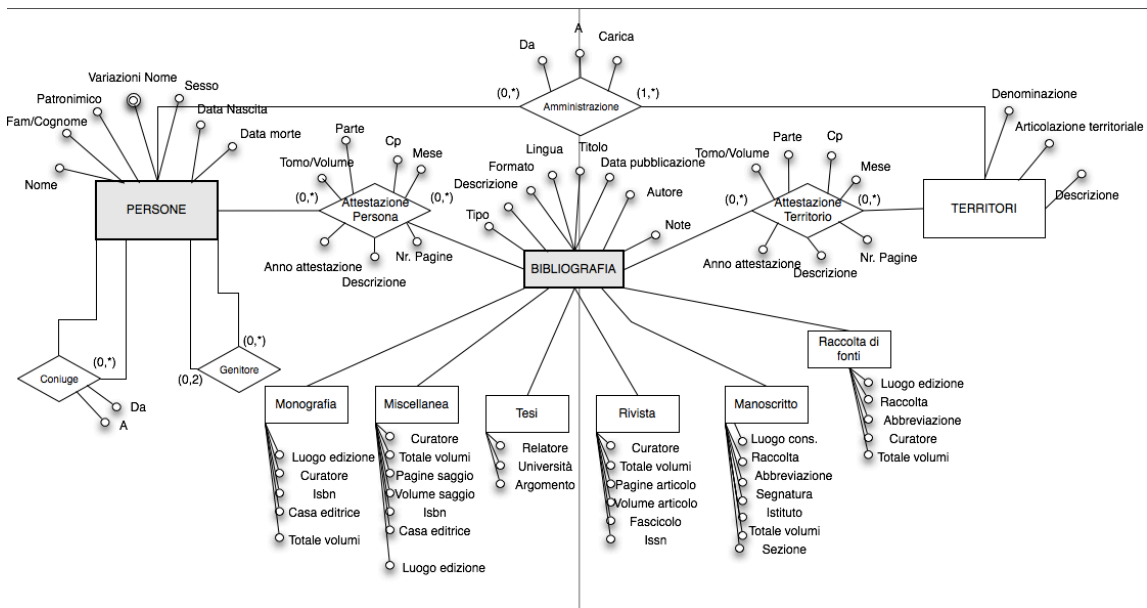 A
Da
Carica
Variazioni Nome
Sesso
Patronimico
Data Nascita
Fam/Cognome
Data morte
Nome
(0,*)
Amministrazione
(1,*)
Denominazione
Articolazione territoriale
Descrizione
PERSONE
Parte
Cp
Mese
Tomo/Volume
(0,*)
Attestazione
Persona
(0,*)
Anno attestazione
Descrizione
Nr. Pagine
Lingua
Titolo
Formato
Data pubblicazione
Descrizione
Autore
Tipo
Note
BIBLIOGRAFIA
Parte
Cp
Tomo/Volume
Mese
(0,*)
Attestazione
Territorio
(0,*)
Anno attestazione
Descrizione
Nr. Pagine
TERRITORI
Coniuge
(0,*)
Da
A
(0,2)
Genitore
(0,*)
Monografia
Luogo edizione
Curatore
Isbn
Casa editrice
Totale volumi
Miscellanea
Curatore
Totale volumi
Pagine saggio
Volume saggio
Isbn
Casa editrice
Luogo edizione
Tesi
Relatore
Università
Argomento
Rivista
Curatore
Totale volumi
Pagine articolo
Volume articolo
Fascicolo
Issn
Manoscritto
Luogo cons.
Raccolta
Abbreviazione
Segnatura
Istituto
Totale volumi
Sezione
Raccolta di
fonti
Luogo edizione
Raccolta
Abbreviazione
Curatore
Totale volumi